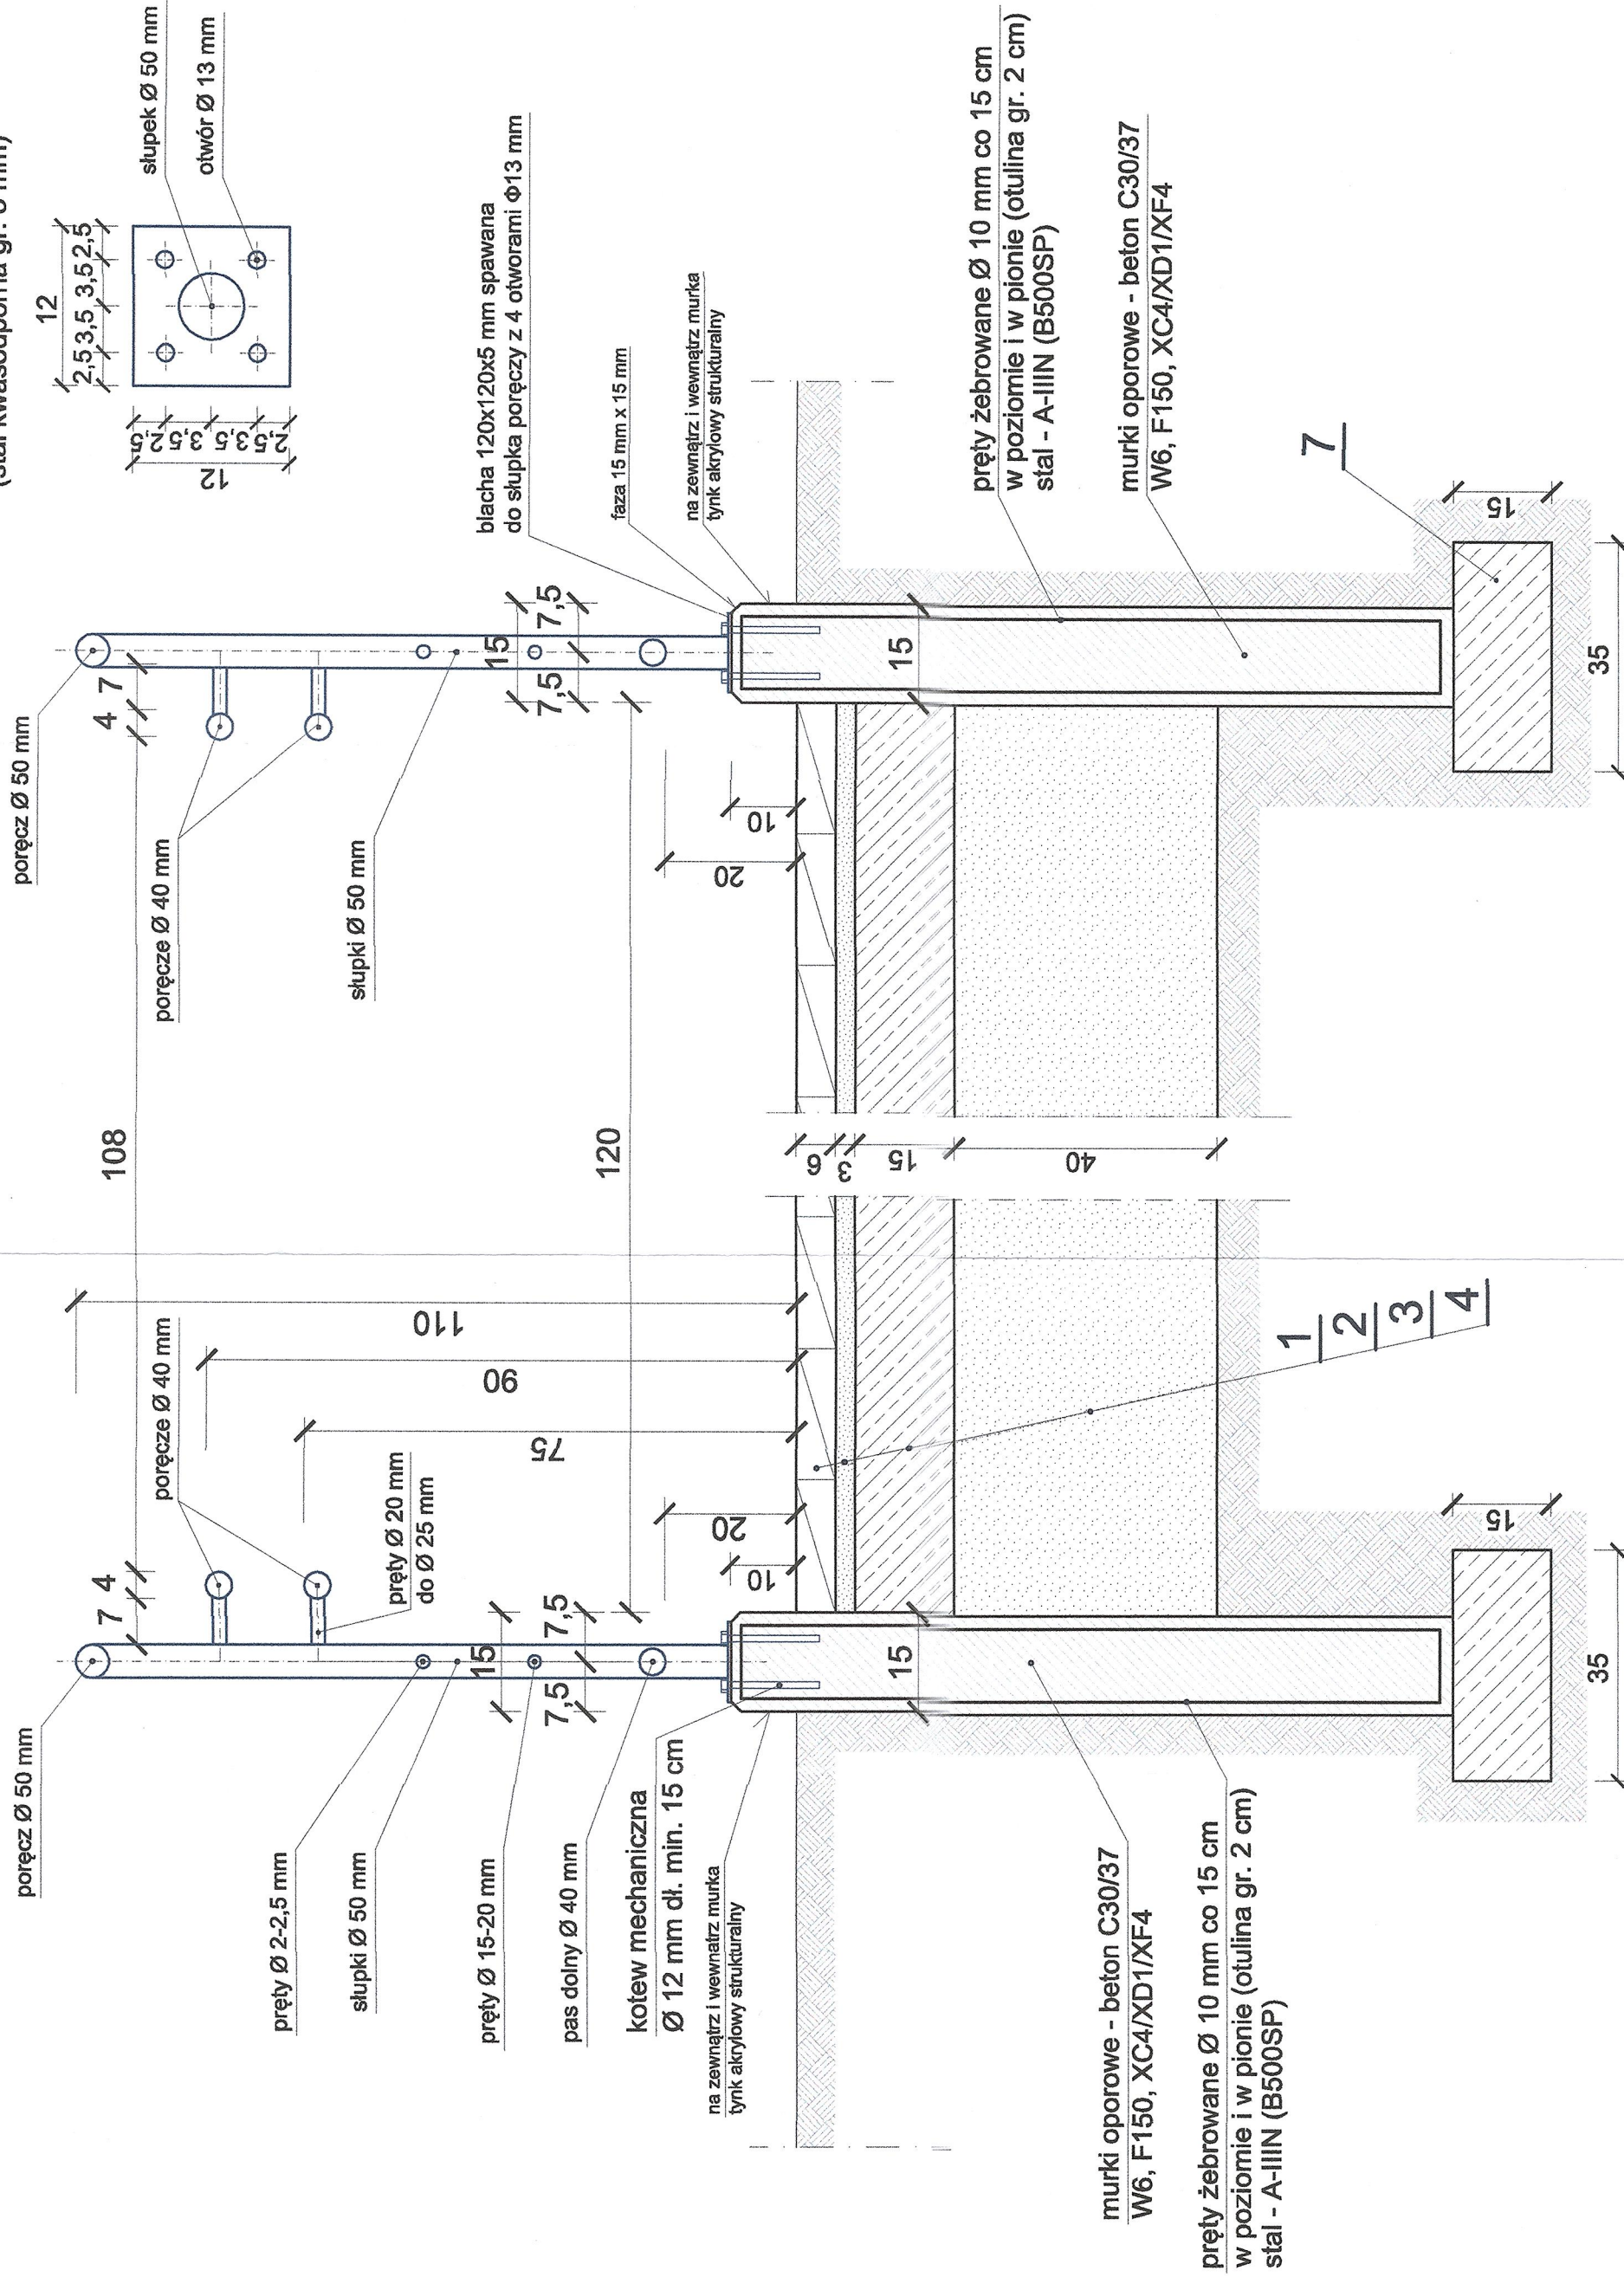 (stal kwasoodporna gr. 8 mm)
12
2,5 3,5 3,5 2,5
12
2,5 3,5 3,5 2,5
słupek Ø 50 mm
otwór Ø 13 mm
poręcz Ø 50 mm
poręcz Ø 50 mm
7
4
108
4
7
poręcze Ø 40 mm
poręcze Ø 40 mm
pręty Ø 20 mm
do Ø 25 mm
110
90
75
20
10
20
10
120
pręty Ø 2-2,5 mm
słupki Ø 50 mm
słupki Ø 50 mm
pręty Ø 15-20 mm
pas dolny Ø 40 mm
15
7,5
7,5
15
7,5
7,5
kotew mechaniczna
Ø 12 mm dł. min. 15 cm
na zewnątrz i wewnatrz murka
tynk akrylowy strukturalny
blacha 120x120x5 mm spawana
do słupka poręczy z 4 otworami Φ13 mm
faza 15 mm x 15 mm
na zewnątrz i wewnątrz murka
tynk akrylowy strukturalny
15
15
6
3
15
40
1
2
3
4
murki oporowe - beton C30/37
W6, F150, XC4/XD1/XF4
pręty żebrowane Ø 10 mm co 15 cm
w poziomie i w pionie (otulina gr. 2 cm)
stal - A-IIIN (B500SP)
pręty żebrowane Ø 10 mm co 15 cm
w poziomie i w pionie (otulina gr. 2 cm)
stal - A-IIIN (B500SP)
murki oporowe - beton C30/37
W6, F150, XC4/XD1/XF4
7
15
35
15
35